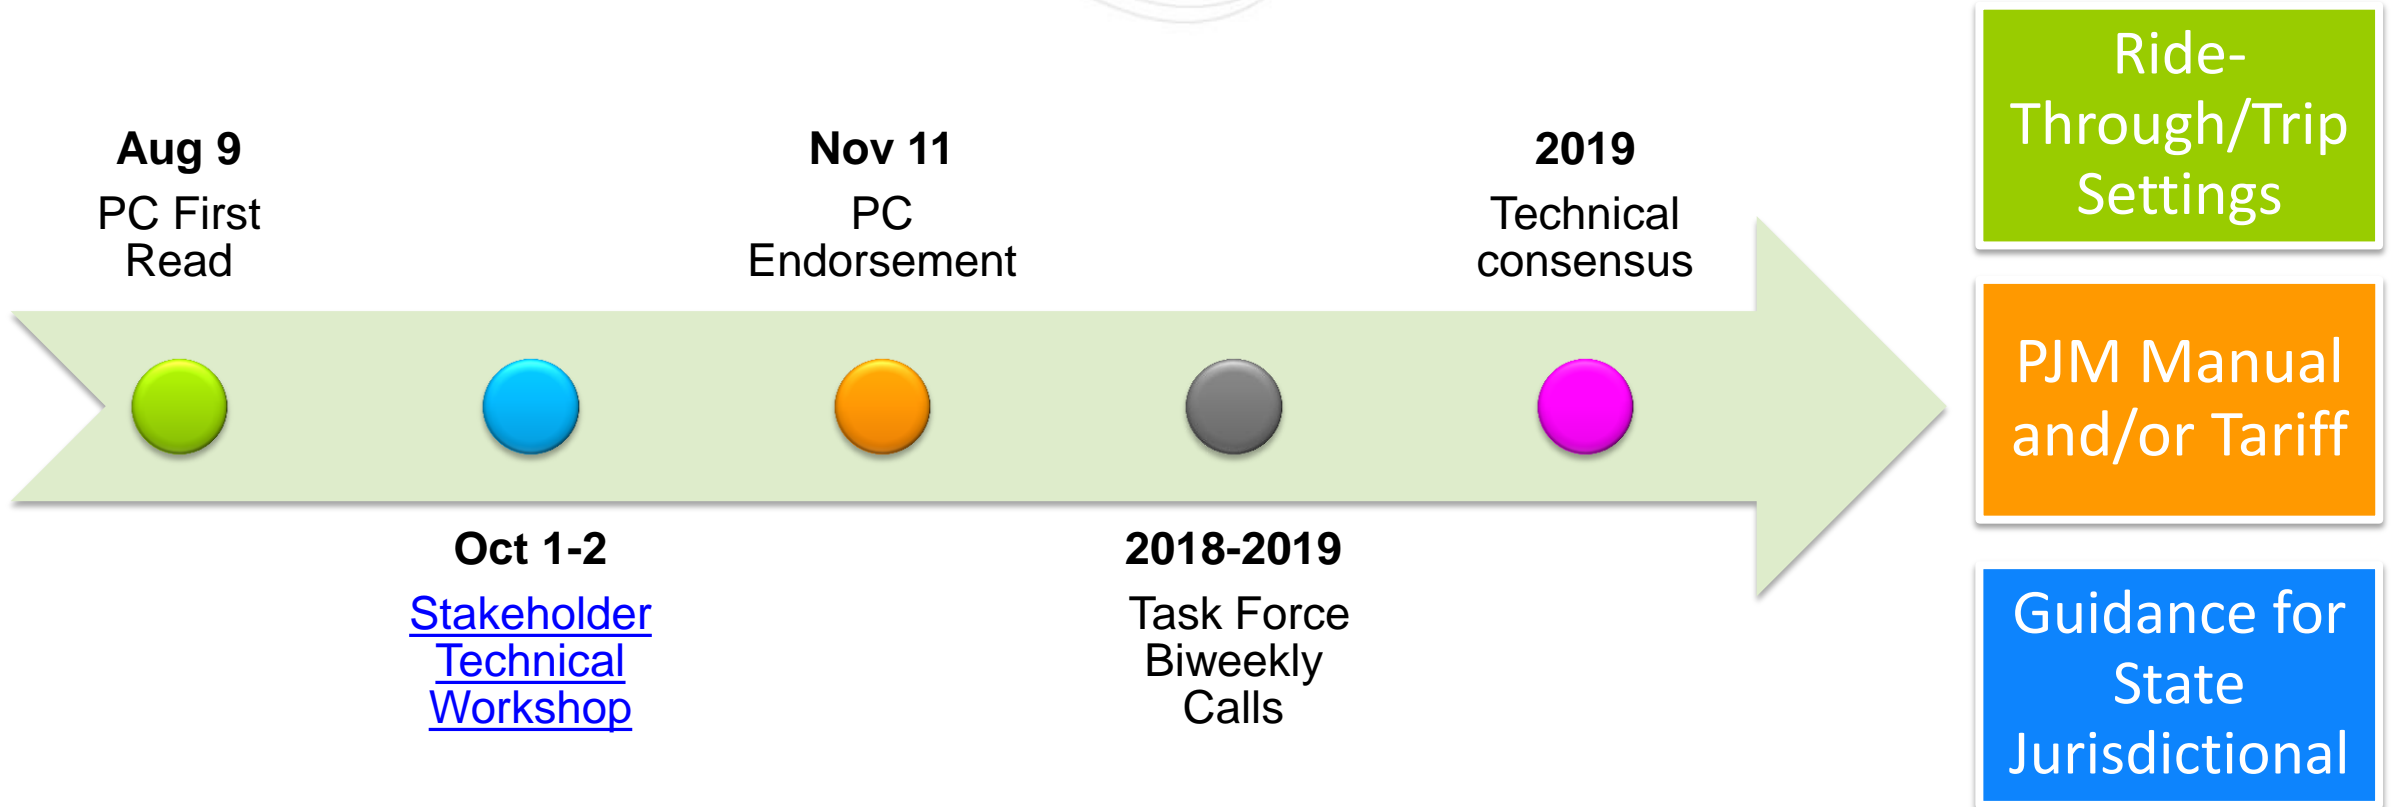 Aug 9
PC First
Read
Oct 1-2
Stakeholder
Technical
Workshop
Nov 11
PC
Endorsement
2018-2019
Task Force
Biweekly
Calls
2019
Technical
consensus
Ride-
Through/Trip
Settings
PJM Manual
and/or Tariff
Guidance for
State
Jurisdictional